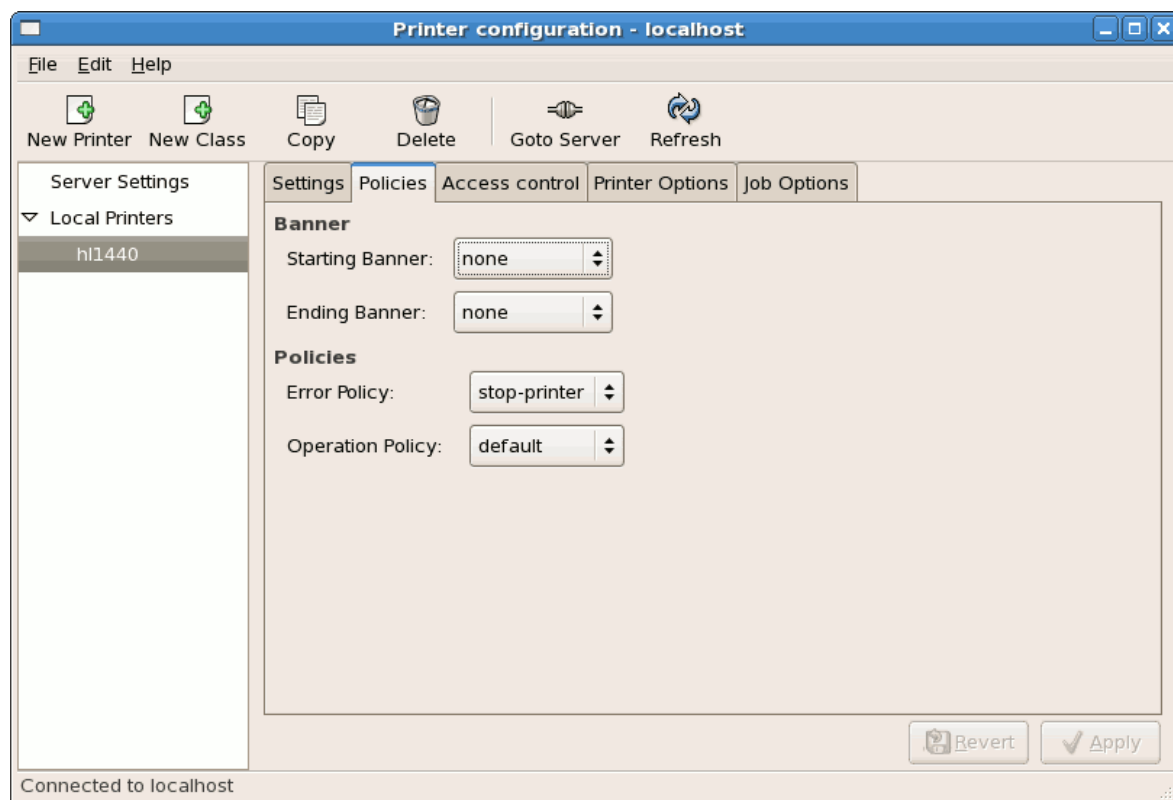 Printer configuration - localhost
File Edit Help
New Printer New Class Copy Delete Goto Server Refresh
Server Settings
Local Printers
hl1440
Settings Policies Access control Printer Options Job Options
Banner
Starting Banner: none
Ending Banner: none
Policies
Error Policy: stop-printer
Operation Policy: default
Revert Apply
Connected to localhost